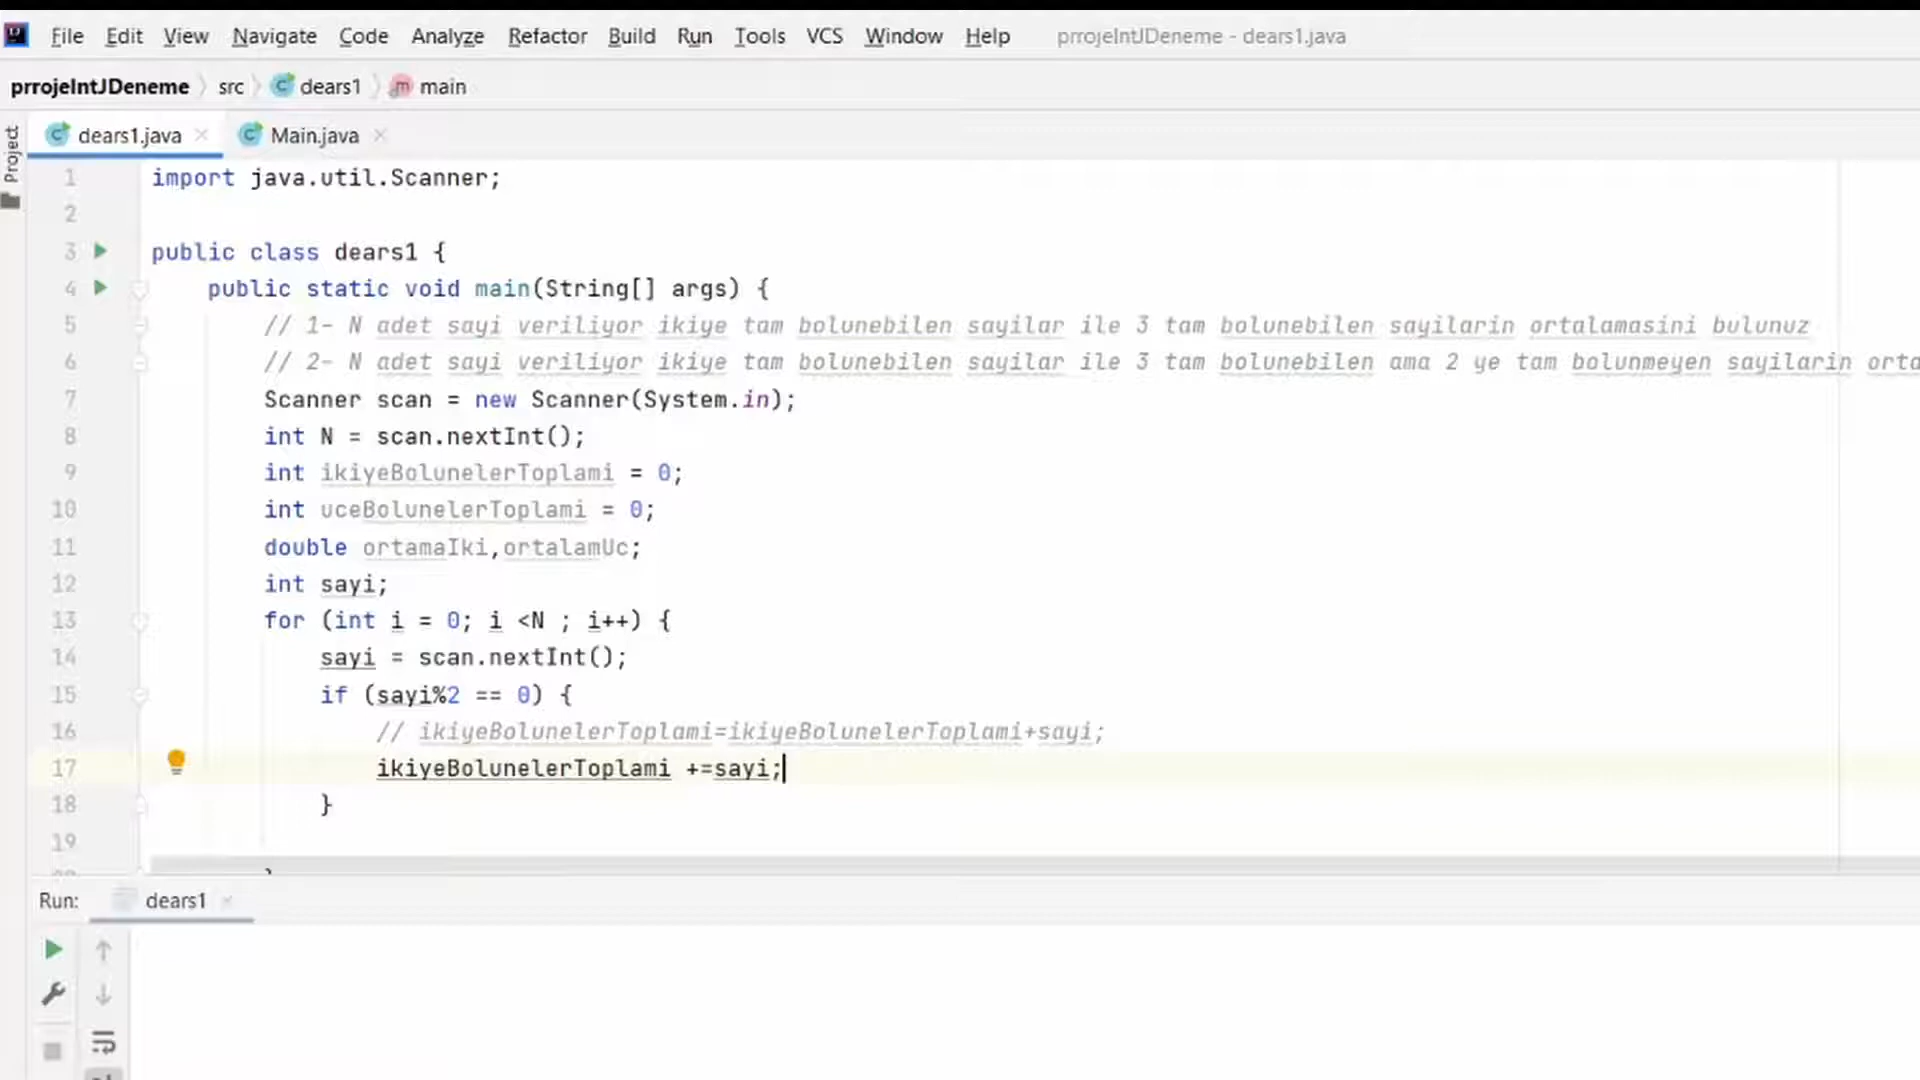 File Edit View Navigate Code Analyze Refactor Build Run Tools VCS Window Help prrojeIntJDeneme - dears1.java
prrojeIntJDeneme src dears1 main
dears1.java Main.java
Project
1 import java.util.Scanner;
2
3 public class dears1 {
4 public static void main(String[] args) {
5 // 1- N adet sayi veriliyor ikiye tam bolunebilen sayilar ile 3 tam bolunebilen sayilarin ortalamasini bulunuz
6 // 2- N adet sayi veriliyor ikiye tam bolunebilen sayilar ile 3 tam bolunebilen ama 2 ye tam bolunmeyen sayilarin orta
7 Scanner scan = new Scanner(System.in);
8 int N = scan.nextInt();
9 int ikiyeBolunelerToplami = 0;
10 int uceBolunelerToplami = 0;
11 double ortamaIki,ortalamUc;
12 int sayi;
13 for (int i = 0; i <N ; i++) {
14 sayi = scan.nextInt();
15 if (sayi%2 == 0) {
16 // ikiyeBolunelerToplami=ikiyeBolunelerToplami+sayi;
17 ikiyeBolunelerToplami +=sayi;
18 }
19
Run: dears1